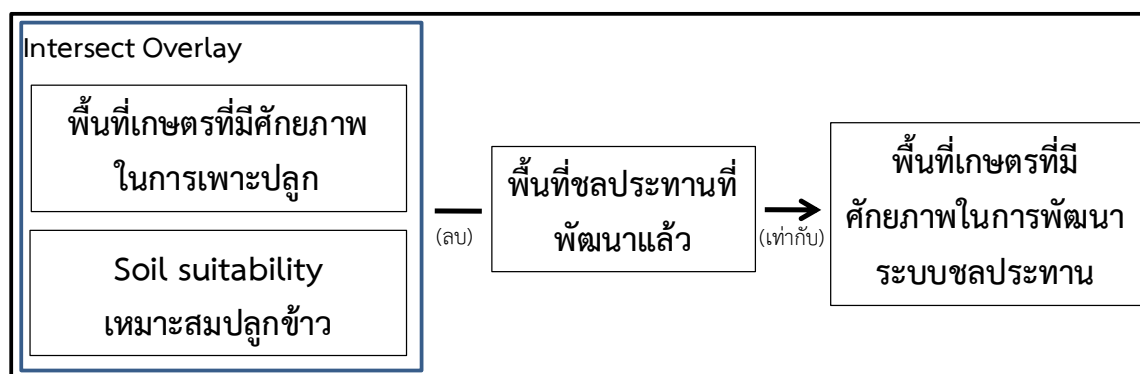 Intersect Overlay
พื้นที่เกษตรที่มีศักยภาพ
ในการเพาะปลูก
Soil suitability
เหมาะสมปลูกข้าว
(ลบ)
พื้นที่ชลประทานที่
พัฒนาแล้ว
(เท่ากับ)
พื้นที่เกษตรที่มี
ศักยภาพในการพัฒนา
ระบบชลประทาน